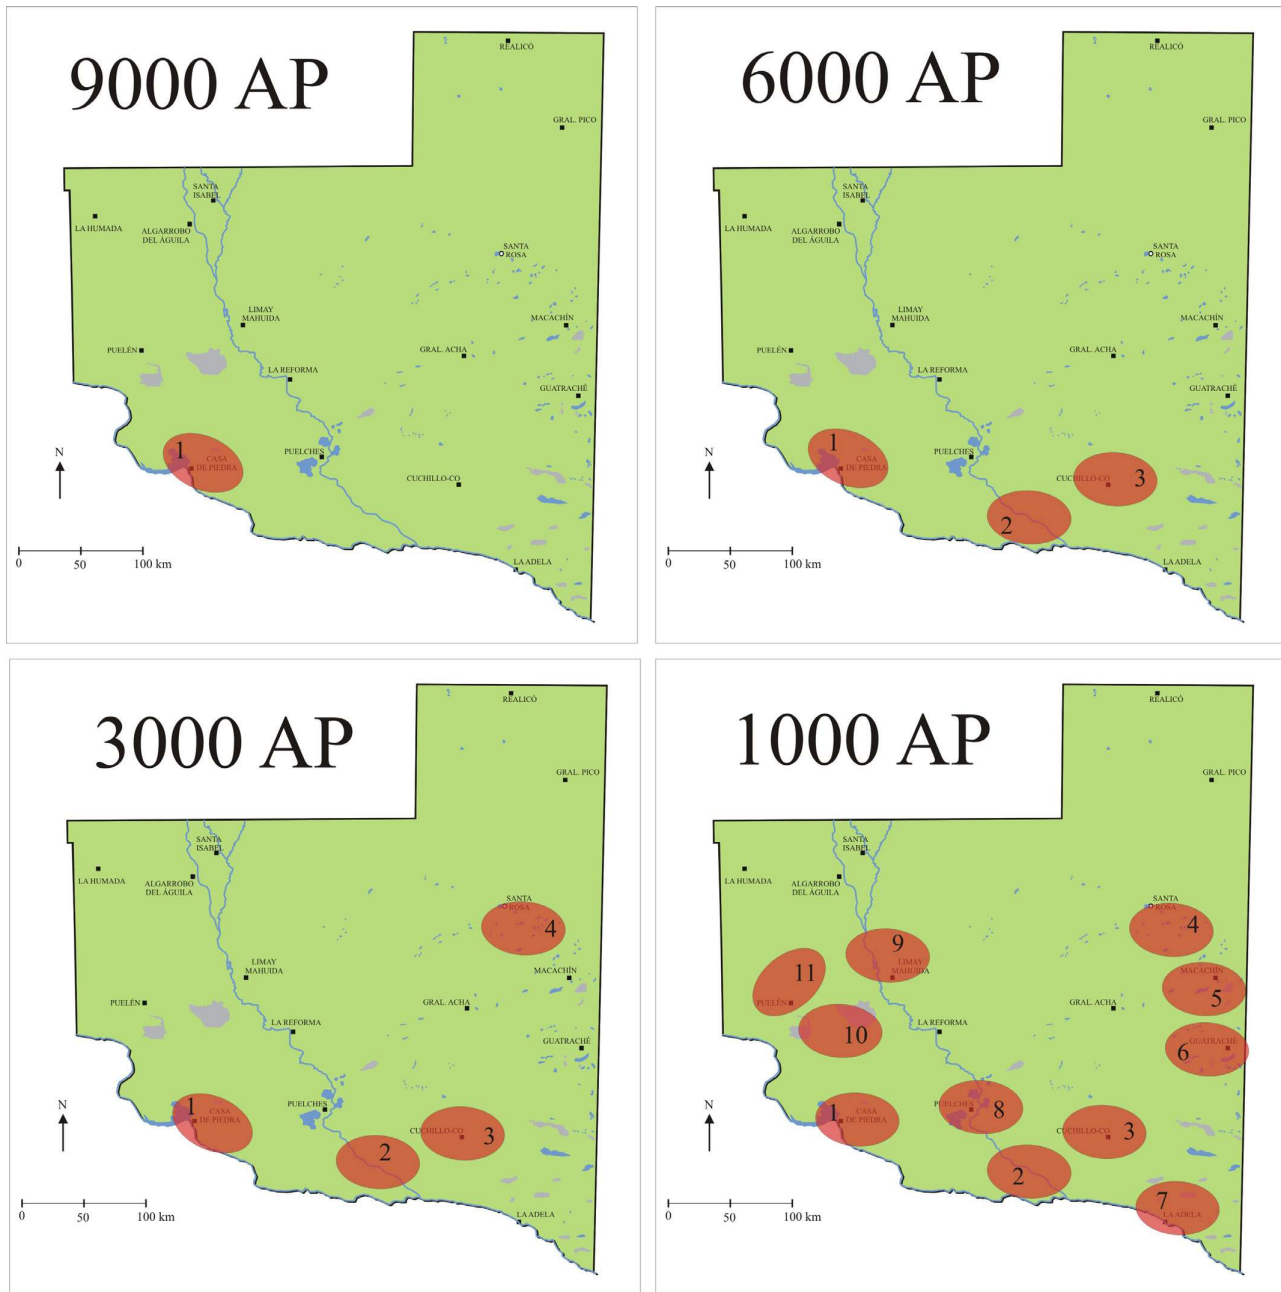 9000 AP
REALICÓ
GRAL. PICO
SANTA
ISABEL
LA HUMADA
ALGARROBO
DEL ÁGUILA
SANTA
ROSA
LIMAY
MAHUIDA
MACACHÍN
PUELÉN
GRAL. ACHA
LA REFORMA
GUATRACHÉ
1
CASA
DE PIEDRA
PUELCHES
N
CUCHILLO-CO
0
50
100 km
LA ADELA
6000 AP
REALICÓ
GRAL. PICO
SANTA
ISABEL
LA HUMADA
ALGARROBO
DEL ÁGUILA
SANTA
ROSA
LIMAY
MAHUIDA
MACACHÍN
PUELÉN
GRAL. ACHA
LA REFORMA
GUATRACHÉ
1
CASA
DE PIEDRA
PUELCHES
N
CUCHILLO-CO
3
2
0
50
100 km
LA ADELA
3000 AP
REALICÓ
GRAL. PICO
SANTA
ISABEL
LA HUMADA
ALGARROBO
DEL ÁGUILA
SANTA
ROSA
4
LIMAY
MAHUIDA
MACACHÍN
PUELÉN
GRAL. ACHA
LA REFORMA
GUATRACHÉ
1
CASA
DE PIEDRA
PUELCHES
N
CUCHILLO-CO
3
2
0
50
100 km
LA ADELA
1000 AP
REALICÓ
GRAL. PICO
SANTA
ISABEL
LA HUMADA
ALGARROBO
DEL ÁGUILA
SANTA
ROSA
4
9
LIMAY
MAHUIDA
11
MACACHÍN
5
PUELÉN
GRAL. ACHA
10
LA REFORMA
GUATRACHÉ
6
1
CASA
DE PIEDRA
PUELCHES
8
N
CUCHILLO-CO
3
2
7
0
50
100 km
LA ADELA